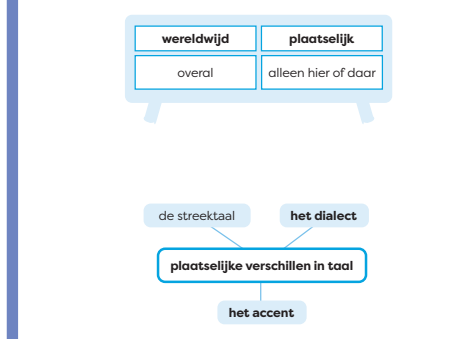 wereldwijd plaatselijk
overal alleen hier of daar
de streektaal het dialect
plaatselijke verschillen in taal
het accent